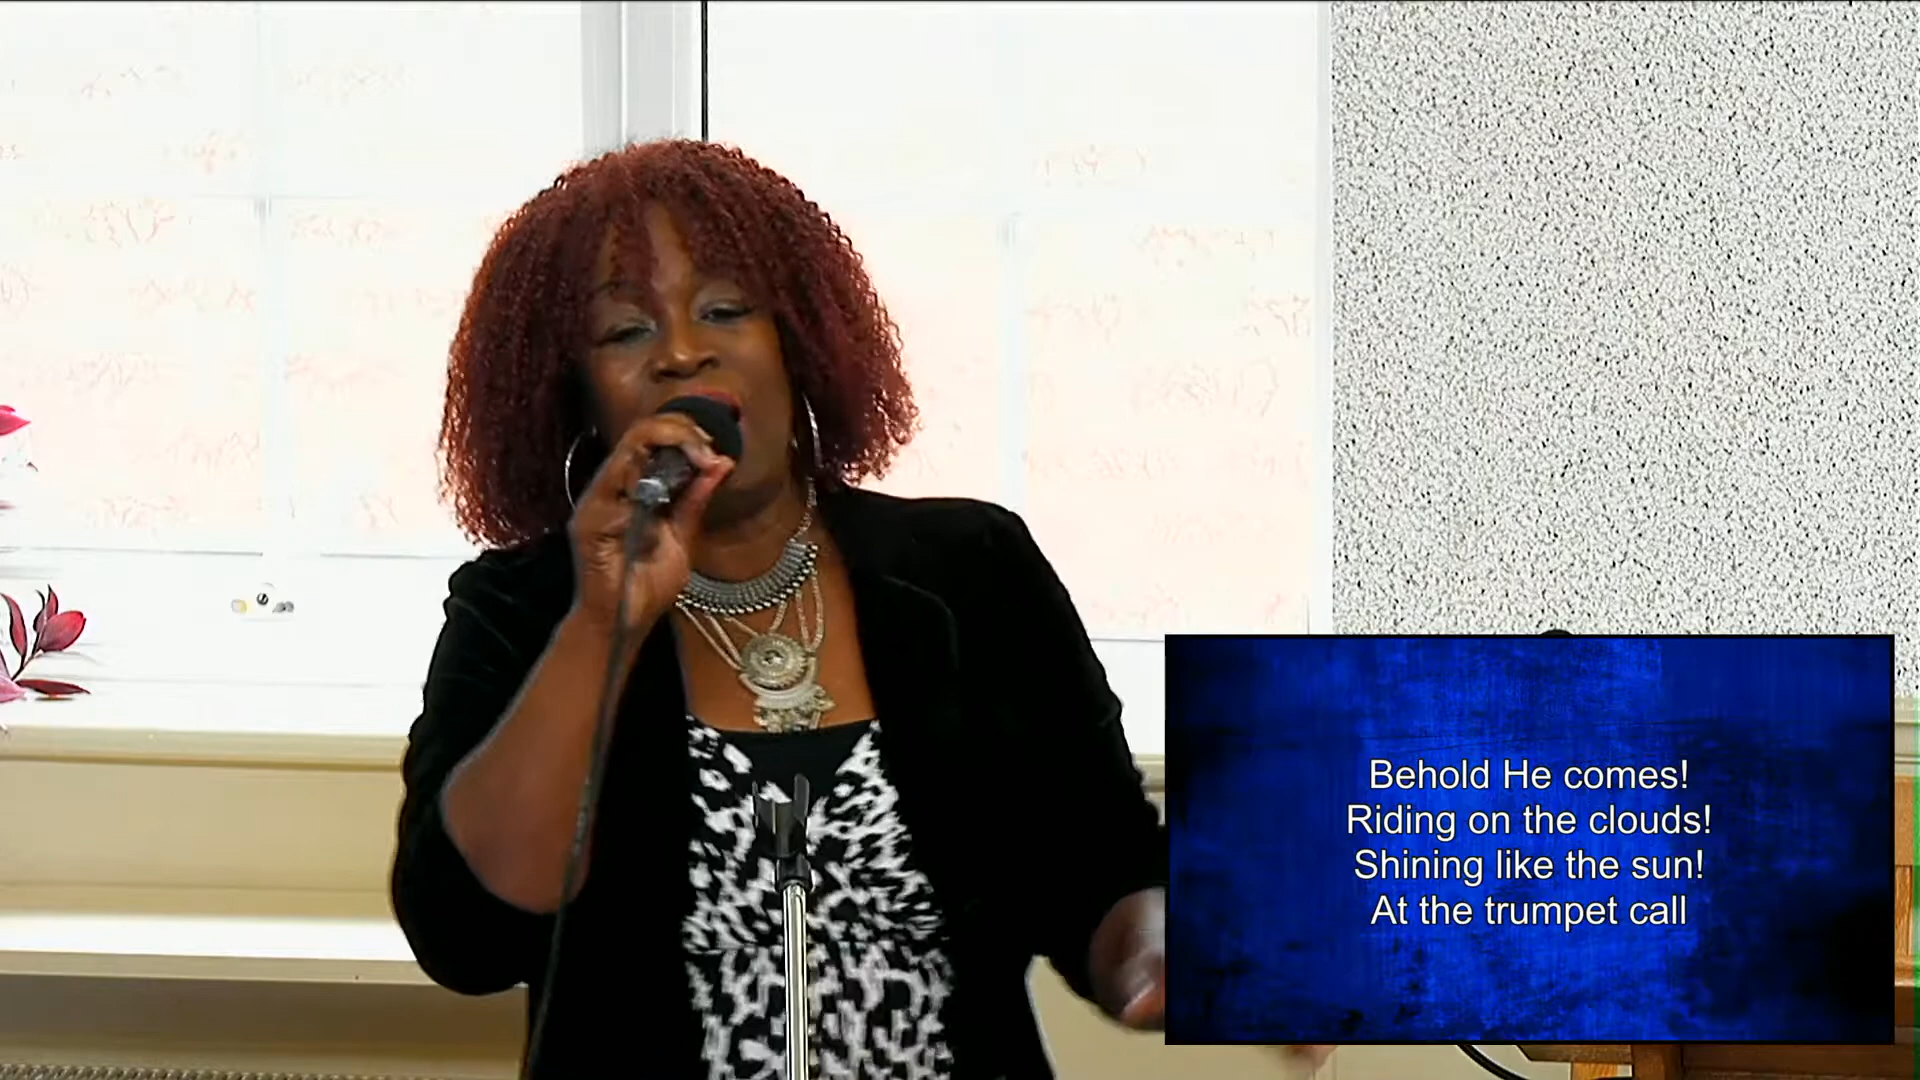 Behold He comes!
Riding on the clouds!
Shining like the sun!
At the trumpet call